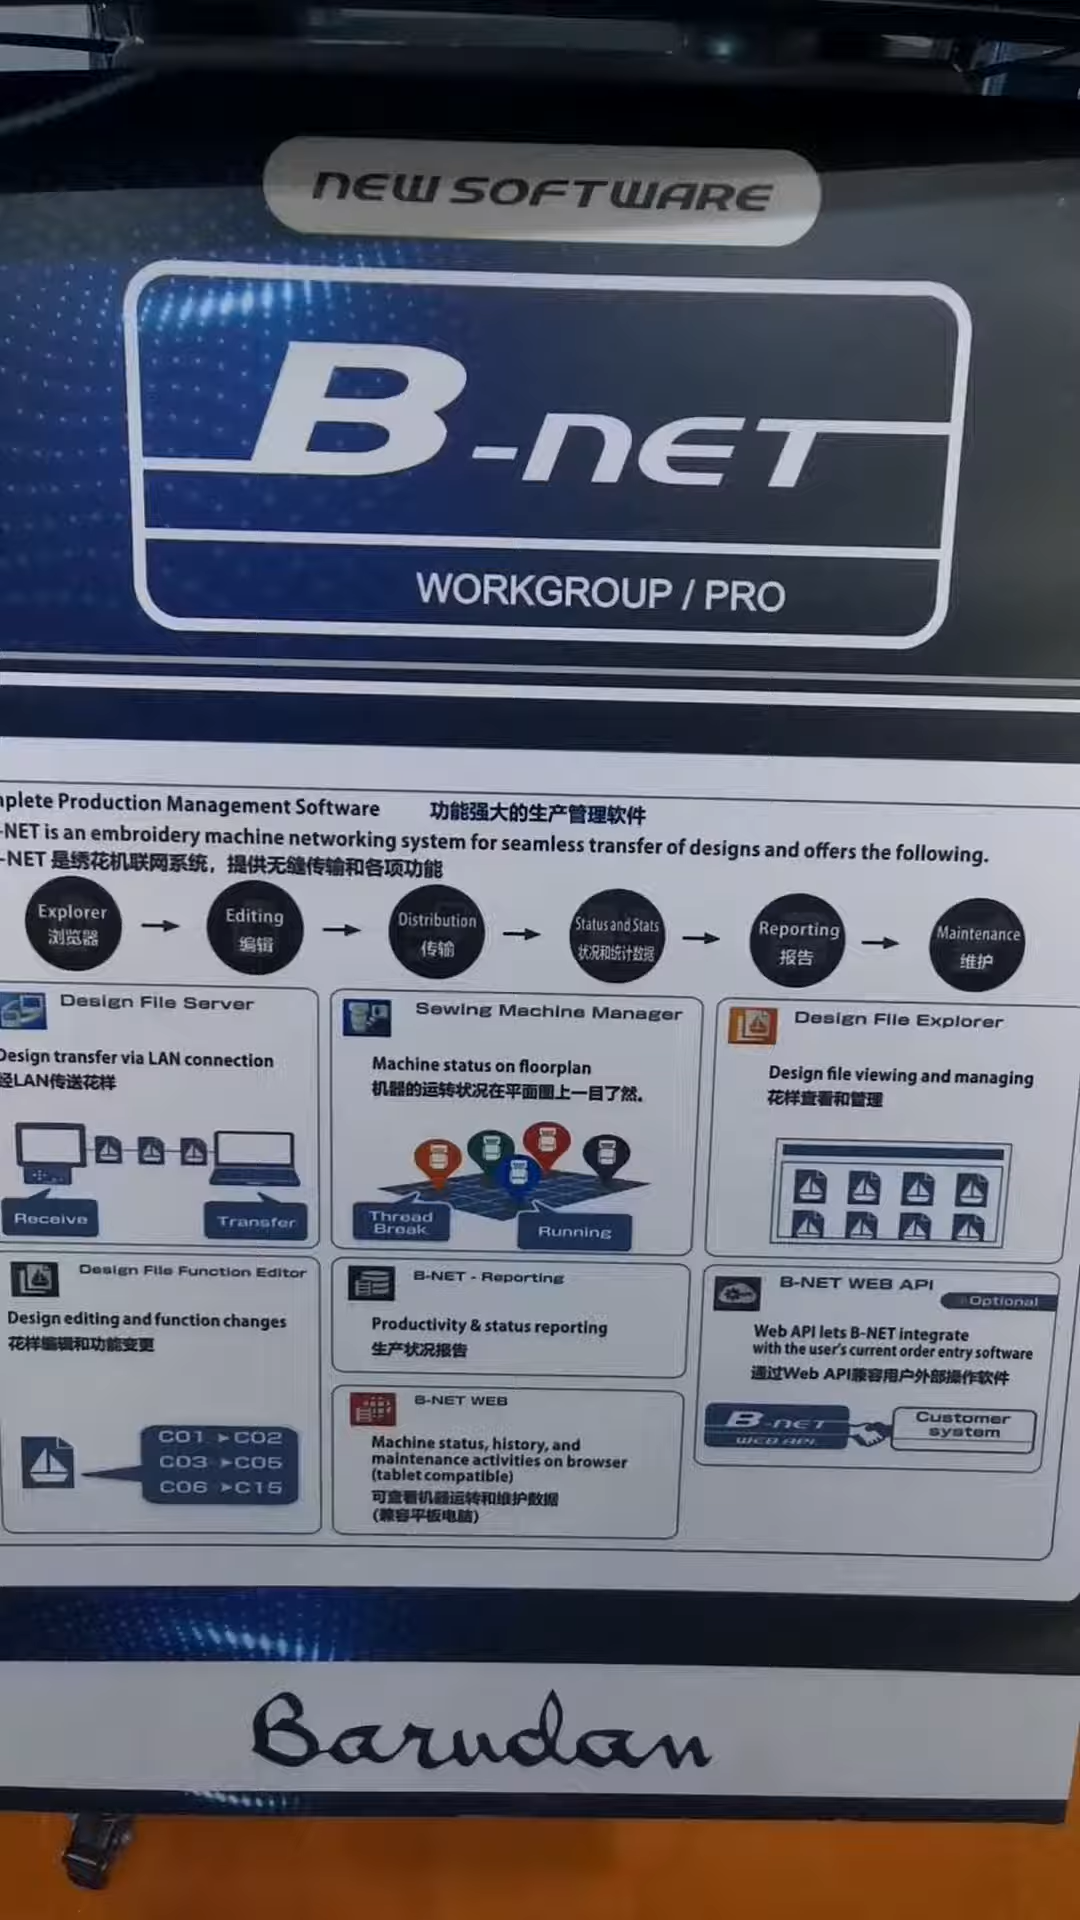 NEW SOFTWARE
B-NET
WORKGROUP / PRO
Production Management Software 功能强大的生产管理软件
-NET is an embroidery machine networking system for seamless transfer of designs and offers the following.
-NET 是绣花机联网系统，提供无缝传输和各项功能
Explorer
浏览器
Editing
编辑
Distribution
传输
Status and Stats
状况和统计数据
Reporting
报告
Maintenance
维护
Design File Server
Design transfer via LAN connection
经LAN传送花样
Receive
Transfer
Sewing Machine Manager
Machine status on floorplan
机器的运转状况在平面图上一目了然。
Thread
Break
Running
Design File Explorer
Design file viewing and managing
花样查看和管理
Design File Function Editor
Design editing and function changes
花样编辑和功能变更
C01 ➤C02
C03 ➤C05
C06 ➤C15
B-NET - Reporting
Productivity & status reporting
生产状况报告
B-NET WEB
Machine status, history, and
maintenance activities on browser
(tablet compatible)
可查看机器运转和维护数据
(兼容平板电脑)
B-NET WEB API
Optional
Web API lets B-NET integrate
with the user's current order entry software
通过Web API兼容用户外部操作软件
B-NET
WEB API
Customer
system
Barudan